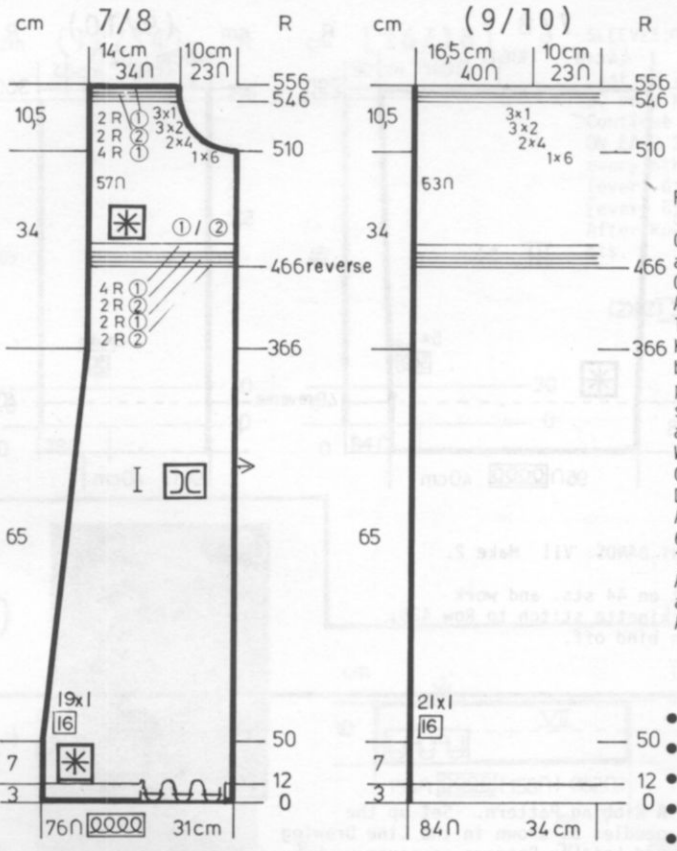 cm 7/8 R cm (9/10) R
14cm 10cm 16,5cm 10cm
34∩ 23∩ 40∩ 23∩
556 556
546 546
10,5 2 R ① 3x1 10,5 3x1
2 R ② 3x2 3x2
4 R ① 2x4 2x4
1x6 510 1x6 510
57∩ 63∩
34 ① / ② 34
466 reverse 466
4 R ①
2 R ②
2 R ①
2 R ②
366 366
I
65 65
19x1 21x1
16 16
50 50
7 7
12 12
3 0 3 0
76∩ 31cm 84∩ 34cm